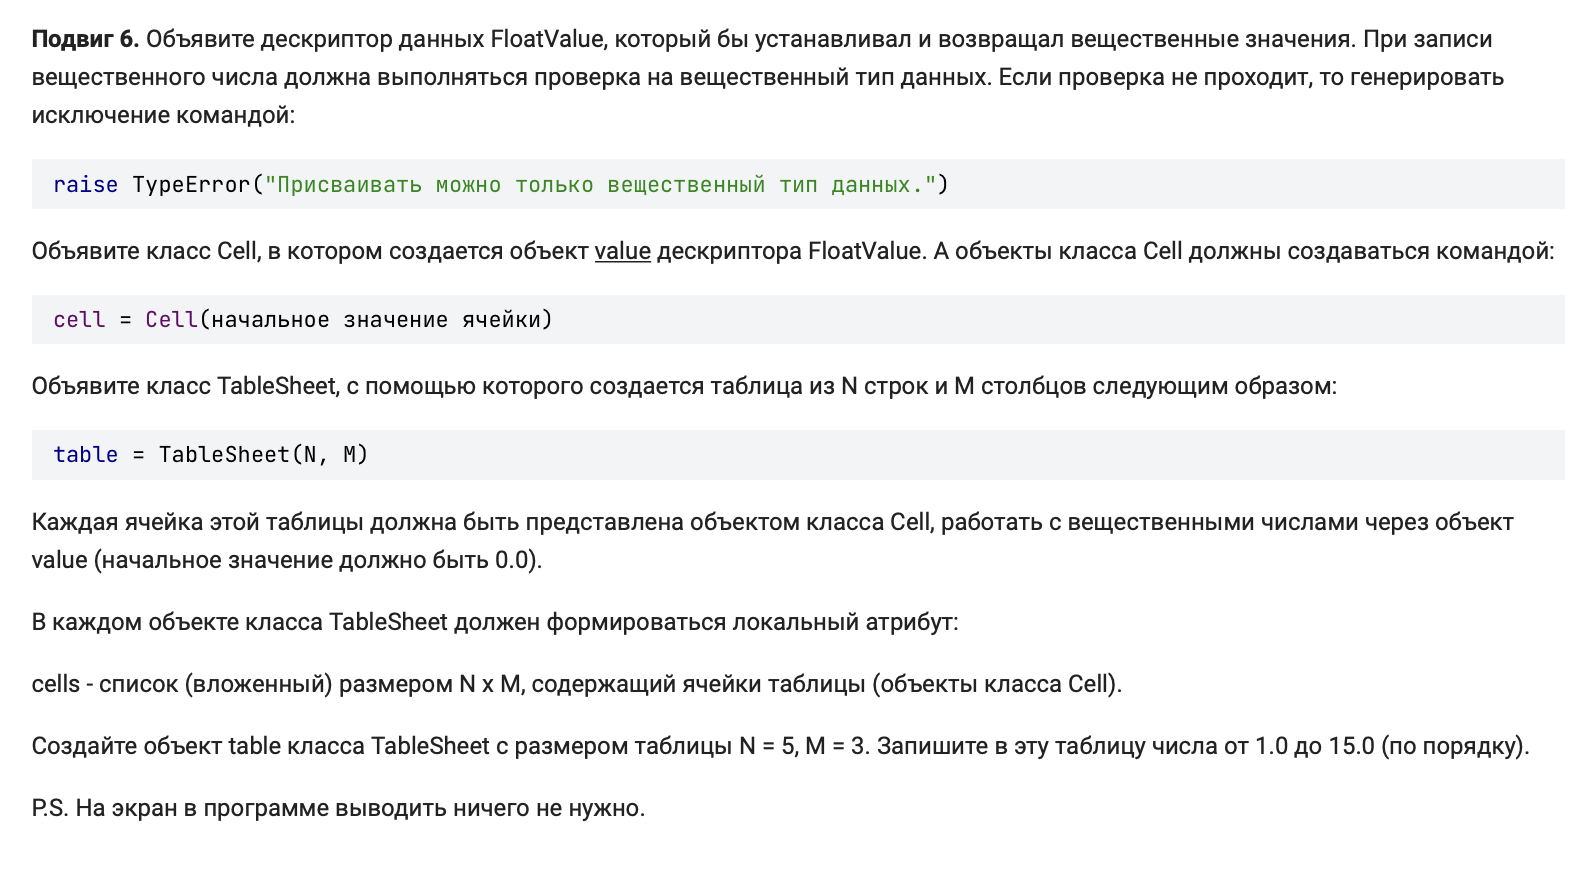 Подвиг 6. Объявите дескриптор данных FloatValue, который бы устанавливал и возвращал вещественные значения. При записи
вещественного числа должна выполняться проверка на вещественный тип данных. Если проверка не проходит, то генерировать
исключение командой:
raise TypeError("Присваивать можно только вещественный тип данных.")
Объявите класс Cell, в котором создается объект value дескриптора FloatValue. А объекты класса Cell должны создаваться командой:
cell = Cell(начальное значение ячейки)
Объявите класс TableSheet, с помощью которого создается таблица из N строк и M столбцов следующим образом:
table = TableSheet(N, M)
Каждая ячейка этой таблицы должна быть представлена объектом класса Cell, работать с вещественными числами через объект
value (начальное значение должно быть 0.0).
В каждом объекте класса TableSheet должен формироваться локальный атрибут:
cells - список (вложенный) размером N x M, содержащий ячейки таблицы (объекты класса Cell).
Создайте объект table класса TableSheet с размером таблицы N = 5, M = 3. Запишите в эту таблицу числа от 1.0 до 15.0 (по порядку).
P.S. На экран в программе выводить ничего не нужно.